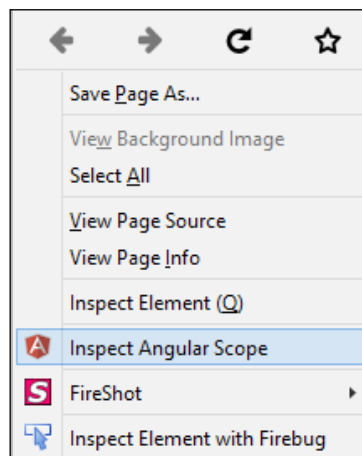 Save Page As...
View Background Image
Select All
View Page Source
View Page Info
Inspect Element (Q)
Inspect Angular Scope
FireShot
Inspect Element with Firebug